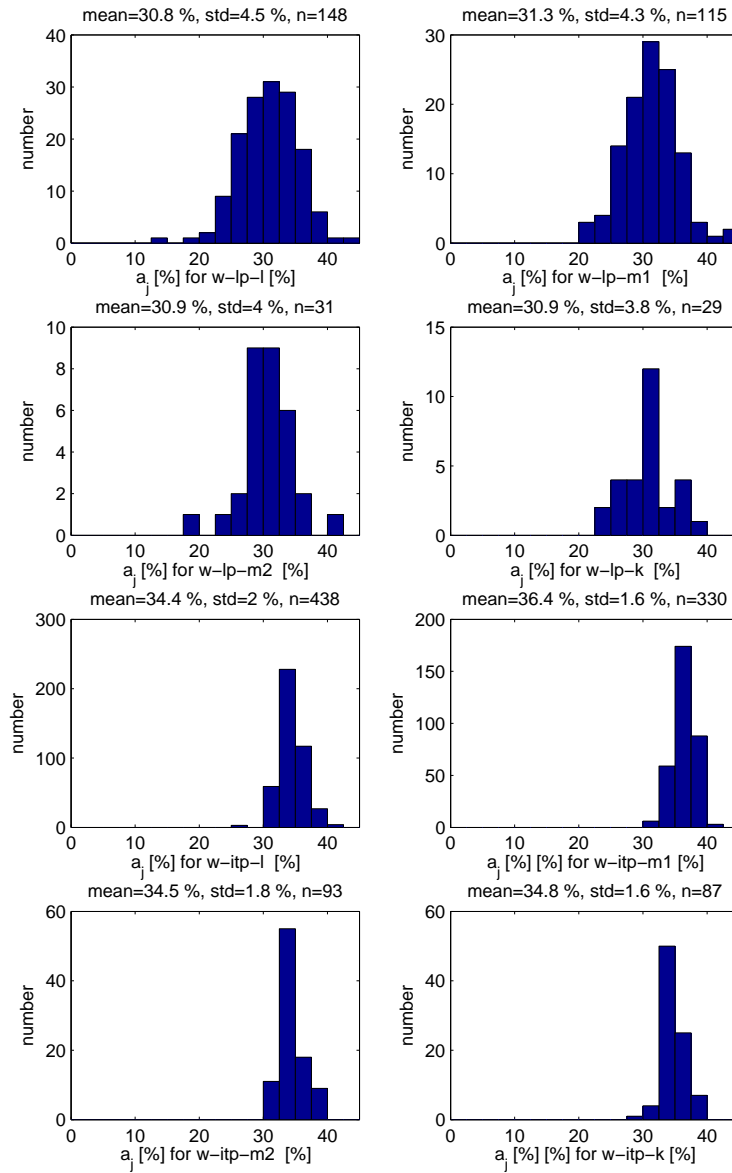 mean=30.8 %, std=4.5 %, n=148
40
30
20
10
0
number
0 10 20 30 40
a_j [%] for w-lp-l [%]
mean=31.3 %, std=4.3 %, n=115
30
20
10
0
number
0 10 20 30 40
a_j [%] for w-lp-m1 [%]
mean=30.9 %, std=4 %, n=31
10
8
6
4
2
0
number
0 10 20 30 40
a_j [%] for w-lp-m2 [%]
mean=30.9 %, std=3.8 %, n=29
15
10
5
0
number
0 10 20 30 40
a_j [%] for w-lp-k [%]
mean=34.4 %, std=2 %, n=438
300
200
100
0
number
0 10 20 30 40
a_j [%] for w-itp-l [%]
mean=36.4 %, std=1.6 %, n=330
200
150
100
50
0
number
0 10 20 30 40
a_j [%] [%] for w-itp-m1
mean=34.5 %, std=1.8 %, n=93
60
40
20
0
number
0 10 20 30 40
a_j [%] for w-itp-m2 [%]
mean=34.8 %, std=1.6 %, n=87
60
40
20
0
number
0 10 20 30 40
a_j [%] [%] for w-itp-k [%]